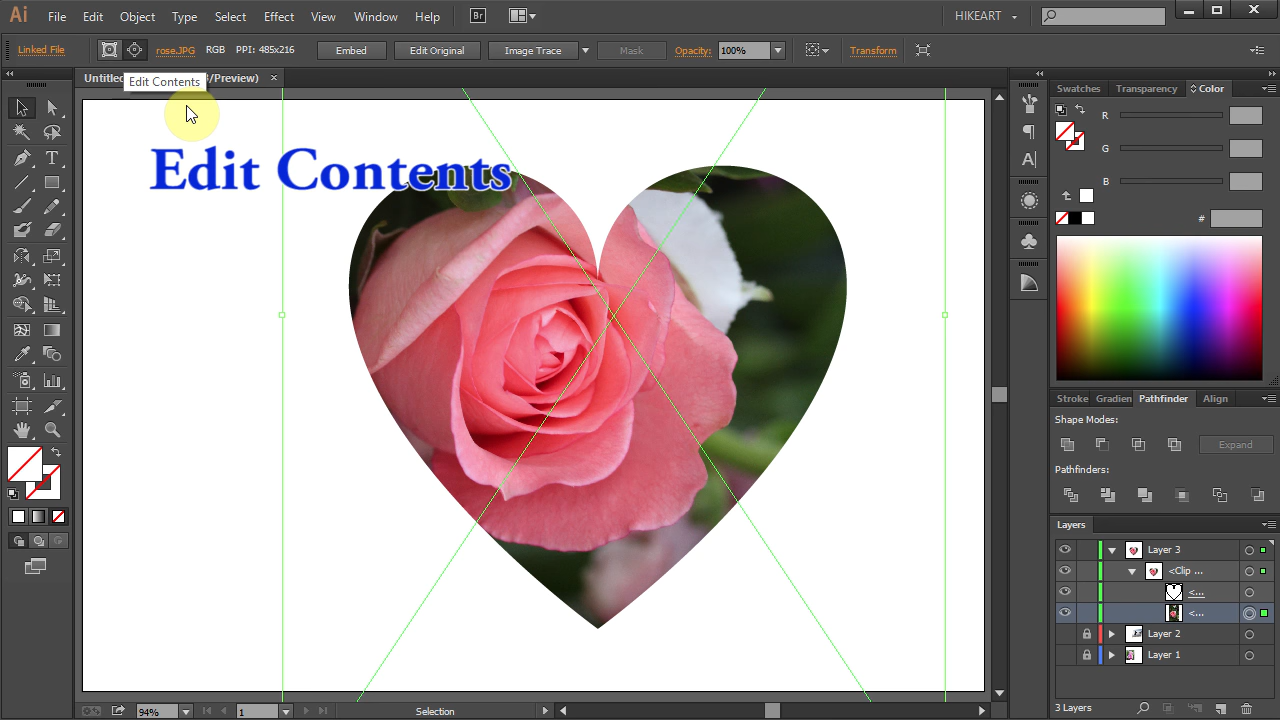 Ai File Edit Object Type Select Effect View Window Help Br HIKEART
Linked File rose.JPG RGB PPI: 485x216 Embed Edit Original Image Trace Mask Opacity: 100% Transform
Untitled /Preview) ×
Edit Contents
Swatches Transparency Color
Edit Contents
R
G
B
#
Stroke Gradien Pathfinder Align
Shape Modes:
Expand
Pathfinders:
Layers
Layer 3
<Clip ...
<...
<...
Layer 2
Layer 1
94% 1 Selection 3 Layers